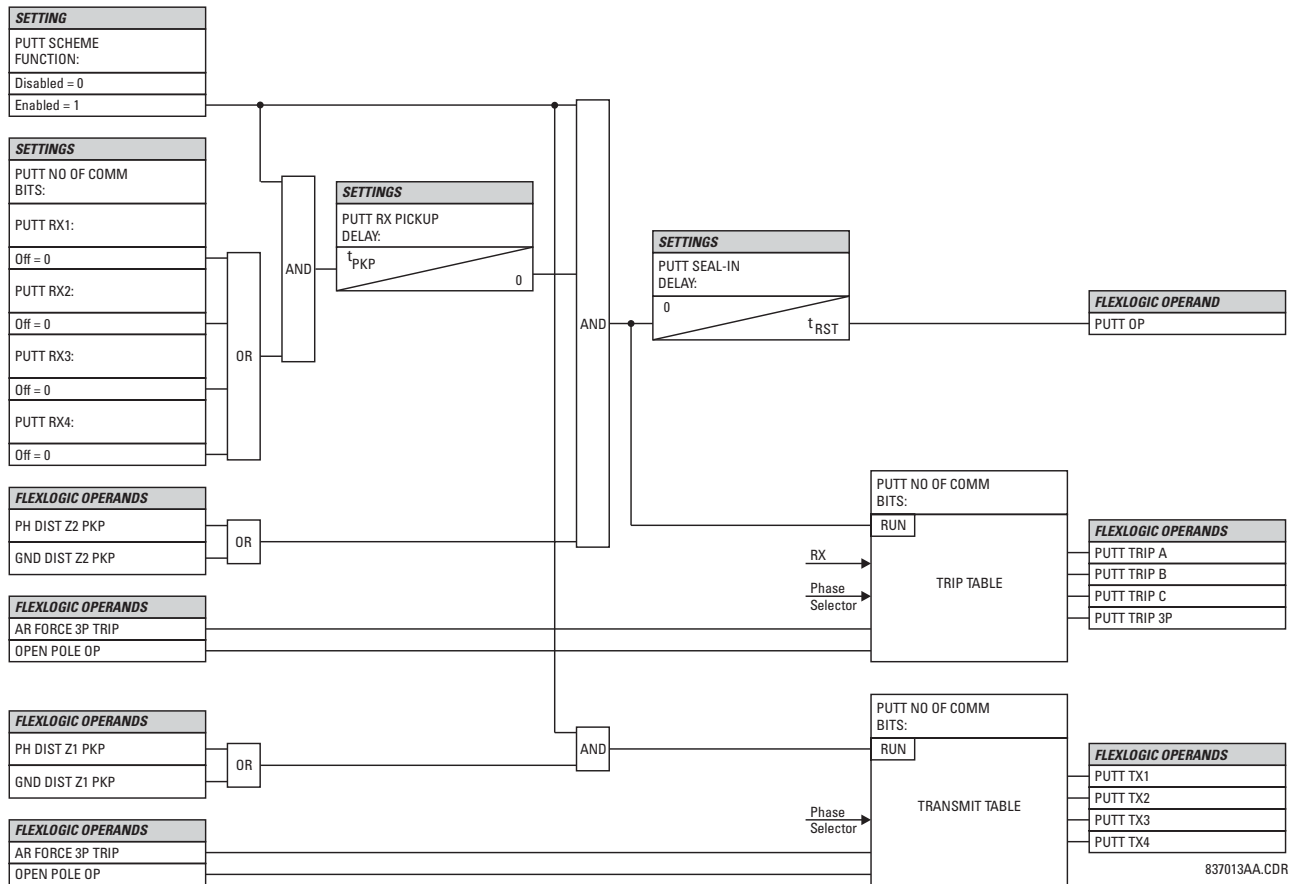 SETTING
PUTT SCHEME
FUNCTION:
Disabled = 0
Enabled = 1
SETTINGS
PUTT NO OF COMM
BITS:
PUTT RX1:
Off = 0
PUTT RX2:
Off = 0
PUTT RX3:
Off = 0
PUTT RX4:
Off = 0
OR
AND
SETTINGS
PUTT RX PICKUP
DELAY:
tPKP
0
AND
SETTINGS
PUTT SEAL-IN
DELAY:
0
tRST
FLEXLOGIC OPERAND
PUTT OP
FLEXLOGIC OPERANDS
PH DIST Z2 PKP
GND DIST Z2 PKP
OR
FLEXLOGIC OPERANDS
AR FORCE 3P TRIP
OPEN POLE OP
PUTT NO OF COMM
BITS:
RUN
RX
Phase
Selector
TRIP TABLE
FLEXLOGIC OPERANDS
PUTT TRIP A
PUTT TRIP B
PUTT TRIP C
PUTT TRIP 3P
FLEXLOGIC OPERANDS
PH DIST Z1 PKP
GND DIST Z1 PKP
OR
AND
FLEXLOGIC OPERANDS
AR FORCE 3P TRIP
OPEN POLE OP
PUTT NO OF COMM
BITS:
RUN
Phase
Selector
TRANSMIT TABLE
FLEXLOGIC OPERANDS
PUTT TX1
PUTT TX2
PUTT TX3
PUTT TX4
837013AA.CDR